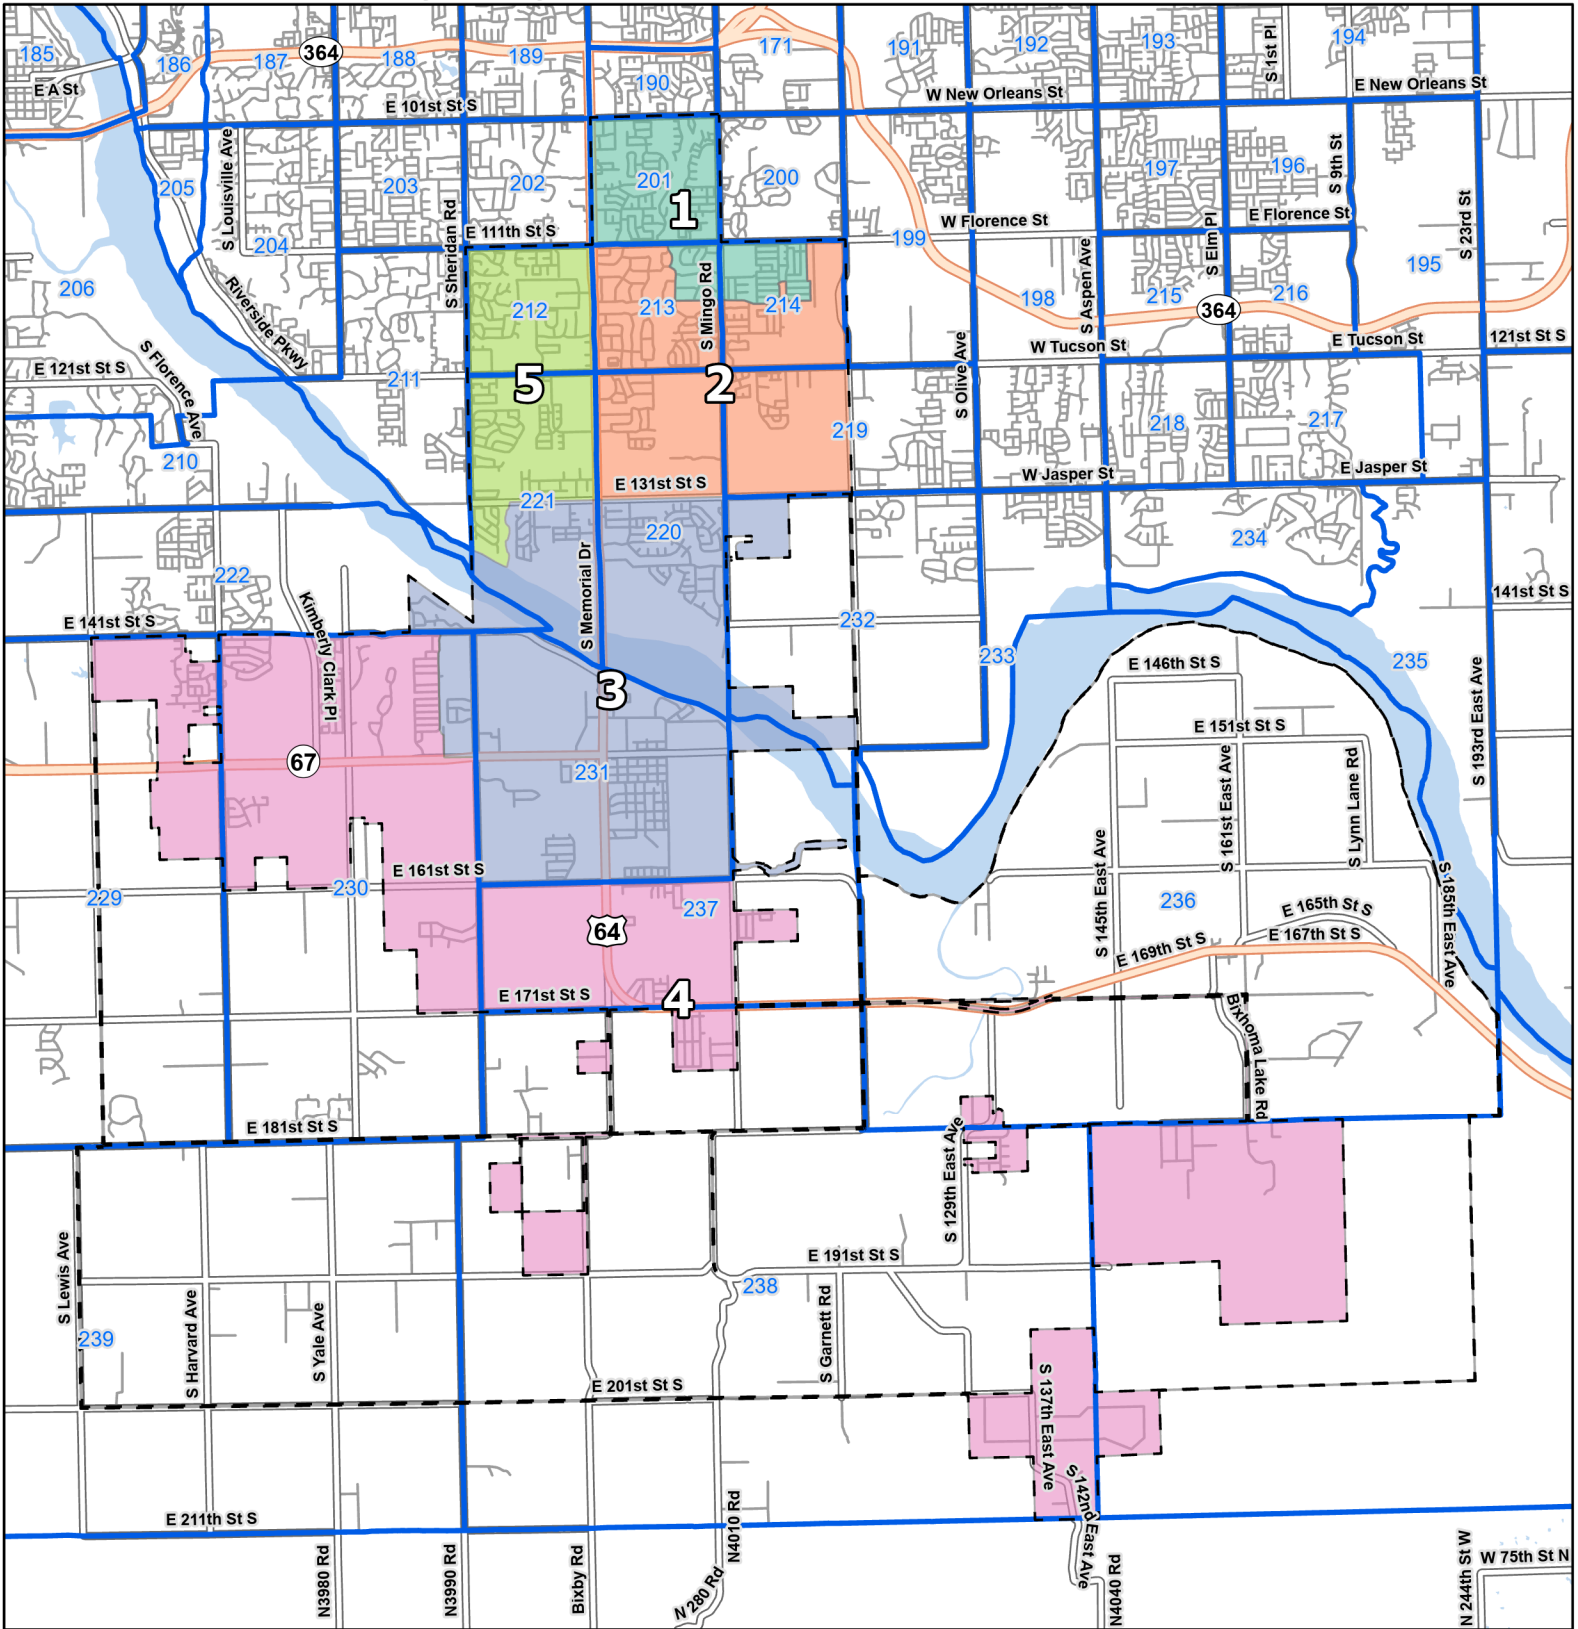 185
186
187
364
188
189
171
191
192
193
S 1st Pl
194
E A St
190
E New Orleans St
W New Orleans St
E 101st St S
S Louisville Ave
205
203
202
201
1
200
197
196
S 9th St
S 23rd St
204
S Sheridan Rd
E 111th St S
W Florence St
E Florence St
199
S Elm Pl
195
206
Riverside Pkwy
212
213
S Mingo Rd
214
198
S Aspen Ave
215
364
216
S Florence Ave
E 121st St S
211
5
2
S Olive Ave
W Tucson St
E Tucson St
121st St S
210
219
218
217
W Jasper St
E Jasper St
E 131st St S
221
220
234
222
Kimberly Clark Pl
S Memorial Dr
232
141st St S
E 141st St S
233
235
E 146th St S
3
S 193rd East Ave
E 151st St S
67
231
S 161st East Ave
S Lynn Lane Rd
S 145th East Ave
E 161st St S
230
229
237
236
S 185th East Ave
E 165th St S
E 167th St S
64
E 169th St S
E 171st St S
4
Bixhoma Lake Rd
E 181st St S
S 129th East Ave
S Lewis Ave
E 191st St S
238
S Harvard Ave
S Yale Ave
S Garnett Rd
239
E 201st St S
S 137th East Ave
S 142nd East Ave
E 211th St S
N3980 Rd
N3990 Rd
Bixby Rd
N4010 Rd
N 280 Rd
N4040 Rd
N 244th St W
W 75th St N